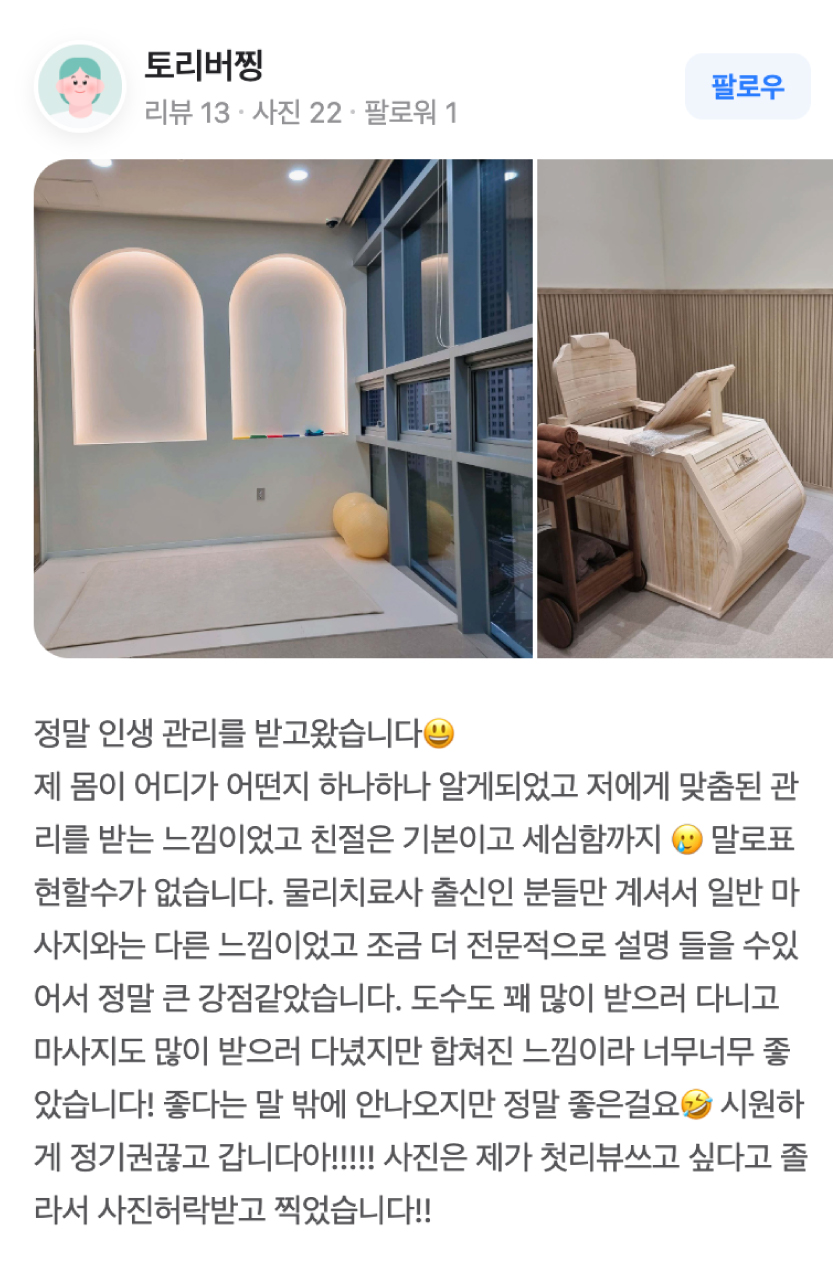 토리버찡
리뷰 13 · 사진 22 · 팔로워 1
팔로우
정말 인생 관리를 받고왔습니다😃
제 몸이 어디가 어떤지 하나하나 알게되었고 저에게 맞춤된 관
리를 받는 느낌이었고 친절은 기본이고 세심함까지 🥲 말로표
현할수가 없습니다. 물리치료사 출신인 분들만 계셔서 일반 마
사지와는 다른 느낌이었고 조금 더 전문적으로 설명 들을 수있
어서 정말 큰 강점같았습니다. 도수도 꽤 많이 받으러 다니고
마사지도 많이 받으러 다녔지만 합쳐진 느낌이라 너무너무 좋
았습니다! 좋다는 말 밖에 안나오지만 정말 좋은걸요🤣 시원하
게 정기권끊고 갑니다아!!!!! 사진은 제가 첫리뷰쓰고 싶다고 졸
라서 사진허락받고 찍었습니다!!